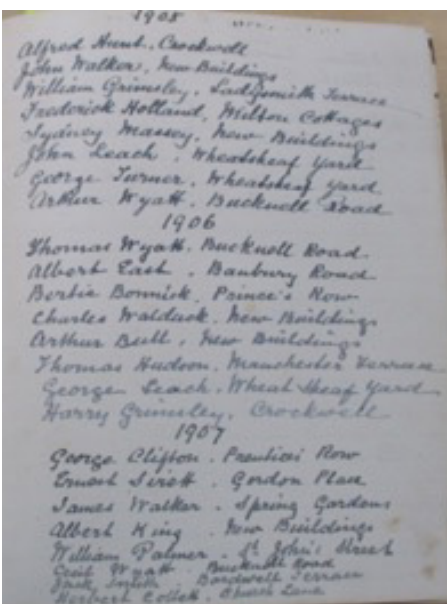 1905
Alfred Hunt, Crockwell
John Walker, New Buildings
William Grimsley, Ladysmith Terrace
Frederick Holland, Milton Cottages
Sydney Massey, New Buildings
John Leach, Wheatsheaf Yard
George Turner, Wheatsheaf Yard
Arthur Wyatt, Bucknell Road
1906
Thomas Wyatt, Bucknell Road
Albert East, Banbury Road
Bertie Bonnick, Prince's Row
Charles Walduck, New Buildings
Arthur Bull, New Buildings
Thomas Hudson, Manchester Terrace
George Leach, Wheat Sheaf Yard
Harry Grimsley, Crockwell
1907
George Clifton, Row
Ernest Sirett, Gordon Place
James Walker, Spring Gardens
Albert King, New Buildings
William Palmer, St John's Street
Cecil Wyatt, Bucknell Road
Jack Smith, Bardwell Terrace
Herbert Church Lane